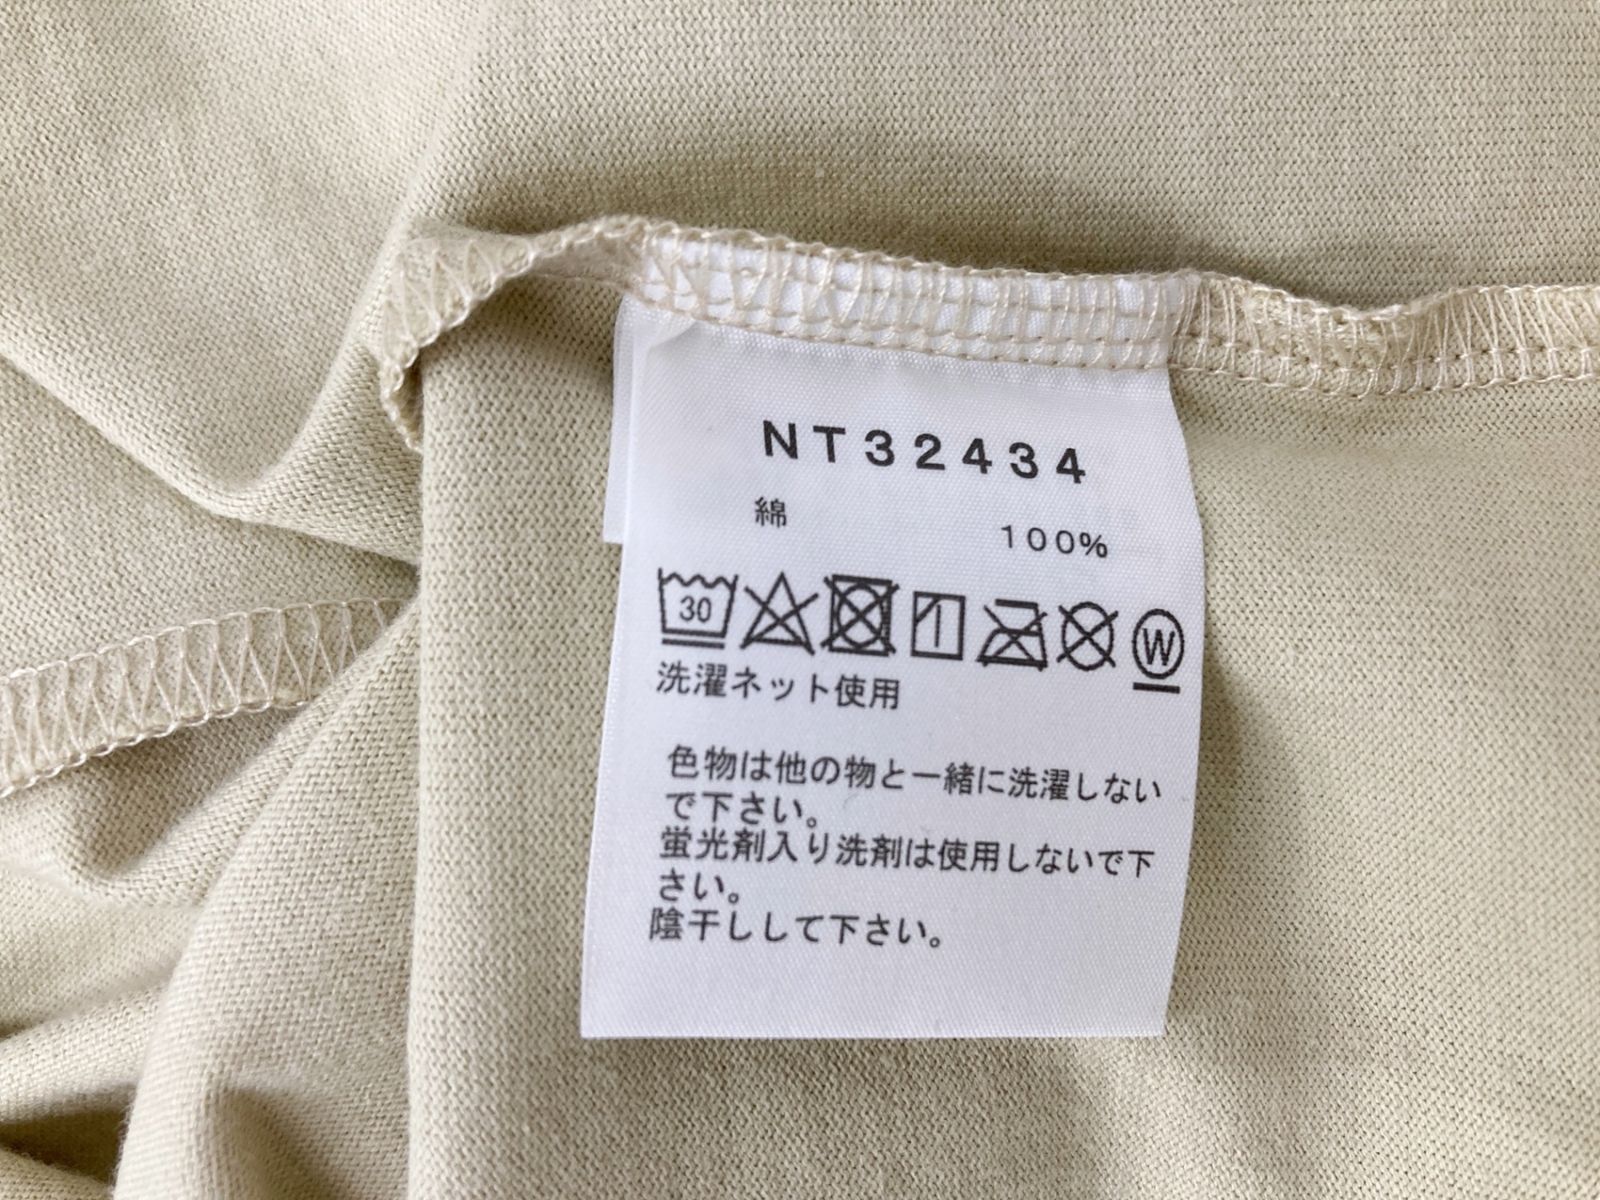 NT32434
綿 100%
30
W
洗濯ネット使用
色物は他の物と一緒に洗濯しない
で下さい。
蛍光剤入り洗剤は使用しないで下
さい。
陰干しして下さい。